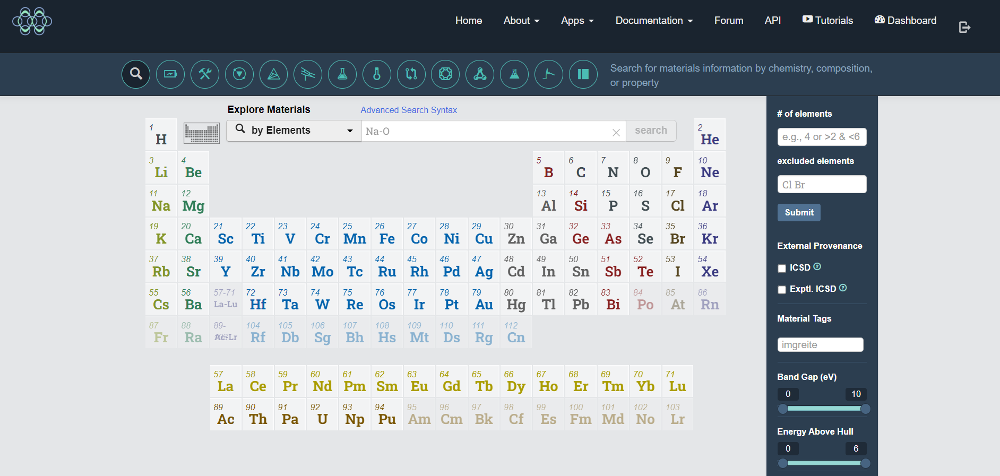 Home About Apps Documentation Forum API Tutorials Dashboard
Search for materials information by chemistry, composition,
or property
Explore Materials Advanced Search Syntax
by Elements Na-O search
1 2
H He
3 4 5 6 7 8 9 10
Li Be B C N O F Ne
11 12 13 14 15 16 17 18
Na Mg Al Si P S Cl Ar
19 20 21 22 23 24 25 26 27 28 29 30 31 32 33 34 35 36
K Ca Sc Ti V Cr Mn Fe Co Ni Cu Zn Ga Ge As Se Br Kr
37 38 39 40 41 42 43 44 45 46 47 48 49 50 51 52 53 54
Rb Sr Y Zr Nb Mo Tc Ru Rh Pd Ag Cd In Sn Sb Te I Xe
55 56 57-71 72 73 74 75 76 77 78 79 80 81 82 83 84 85 86
Cs Ba La-Lu Hf Ta W Re Os Ir Pt Au Hg Tl Pb Bi Po At Rn
87 88 89- 104 105 106 107 108 109 110 111 112
Fr Ra Ac-Lr Rf Db Sg Bh Hs Mt Ds Rg Cn
57 58 59 60 61 62 63 64 65 66 67 68 69 70 71
La Ce Pr Nd Pm Sm Eu Gd Tb Dy Ho Er Tm Yb Lu
89 90 91 92 93 94 95 96 97 98 99 100 101 102 103
Ac Th Pa U Np Pu Am Cm Bk Cf Es Fm Md No Lr
# of elements
e.g., 4 or >2 & <6
excluded elements
Cl Br
Submit
External Provenance
ICSD
Exptl. ICSD
Material Tags
imgreite
Band Gap (eV)
0 10
Energy Above Hull
0 6